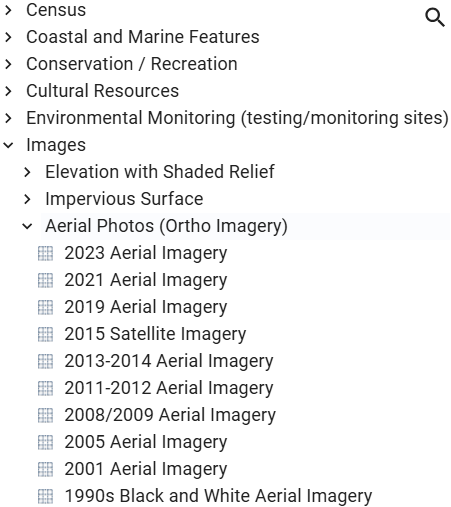 Census
Coastal and Marine Features
Conservation / Recreation
Cultural Resources
Environmental Monitoring (testing/monitoring sites)
Images
Elevation with Shaded Relief
Impervious Surface
Aerial Photos (Ortho Imagery)
2023 Aerial Imagery
2021 Aerial Imagery
2019 Aerial Imagery
2015 Satellite Imagery
2013-2014 Aerial Imagery
2011-2012 Aerial Imagery
2008/2009 Aerial Imagery
2005 Aerial Imagery
2001 Aerial Imagery
1990s Black and White Aerial Imagery